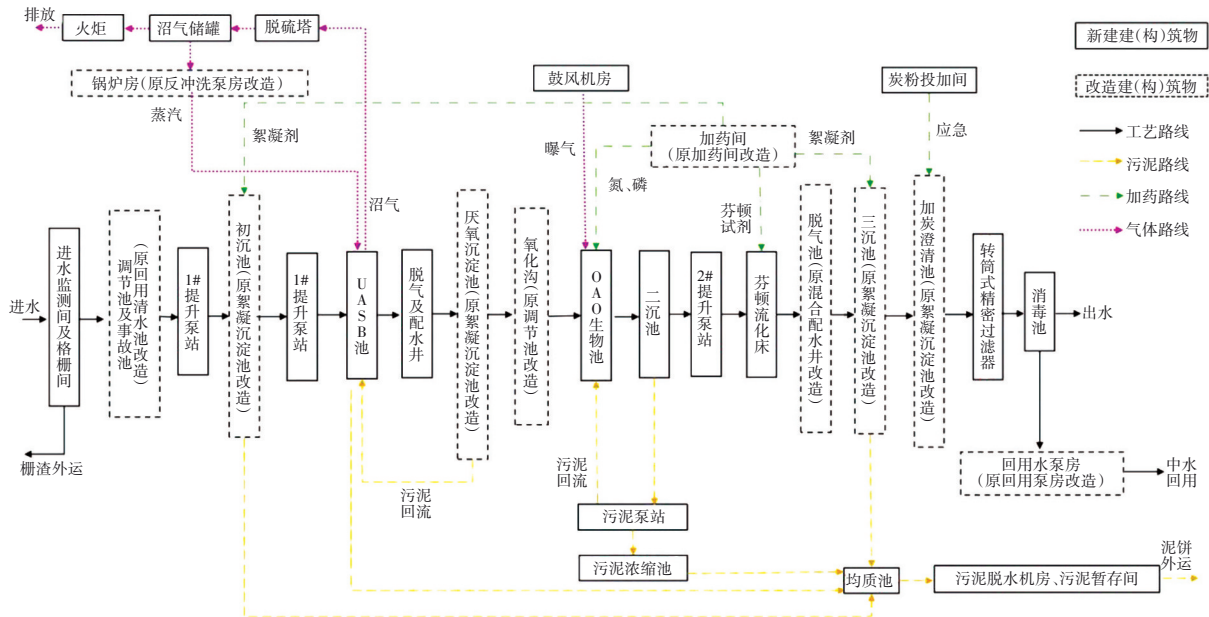 排放
火炬
沼气储罐
脱硫塔
新建建(构)筑物
锅炉房(原反冲洗泵房改造)
鼓风机房
炭粉投加间
改造建(构)筑物
蒸汽
絮凝剂
曝气
加药间
(原加药间改造)
絮凝剂
应急
工艺路线
污泥路线
加药路线
气体路线
沼气
氮、磷
芬顿
试剂
进水
进水监测间及格栅间
调节池及事故池
(原回用清水池改造)
1#
提升泵站
初沉池(原絮凝沉淀池改造)
1#
提升泵站
UASB池
脱气及配水井
厌氧沉淀池(原絮凝沉淀池改造)
氧化沟(原调节池改造)
OAO生物池
二沉池
2#
提升泵站
芬顿流化床
脱气池(原混合配水井改造)
三沉池(原絮凝沉淀池改造)
加炭澄清池(原絮凝沉淀池改造)
转筒式精密过滤器
消毒池
出水
栅渣外运
污泥
回流
污泥
回流
回用水泵房
(原回用泵房改造)
中水
回用
污泥泵站
污泥浓缩池
均质池
污泥脱水机房、污泥暂存间
泥饼
外运